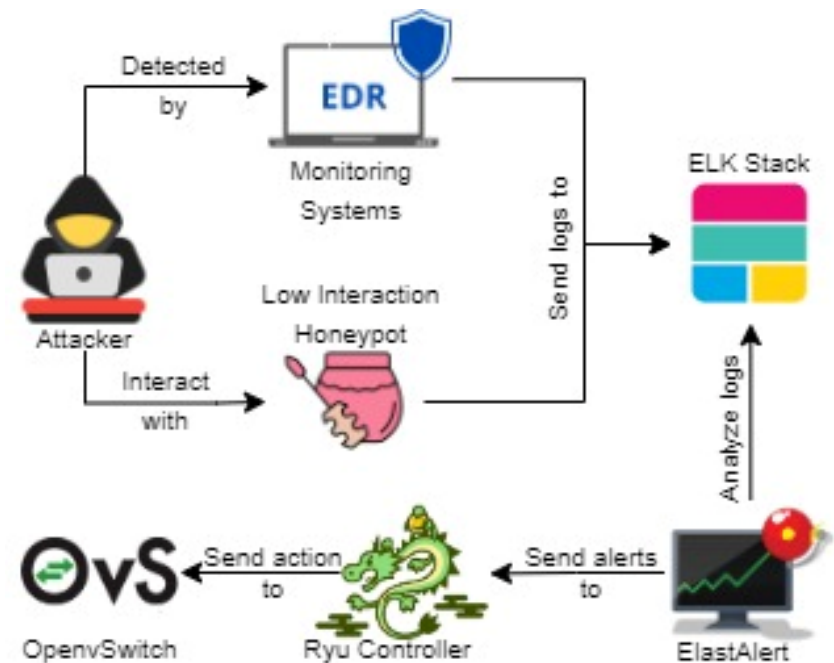 Detected
by
EDR
Monitoring
Systems
ELK Stack
Send logs to
Attacker
Low Interaction
Honeypot
Interact
with
Analyze logs
OvS
Send action
to
Send alerts
to
OpenvSwitch
Ryu Controller
ElastAlert